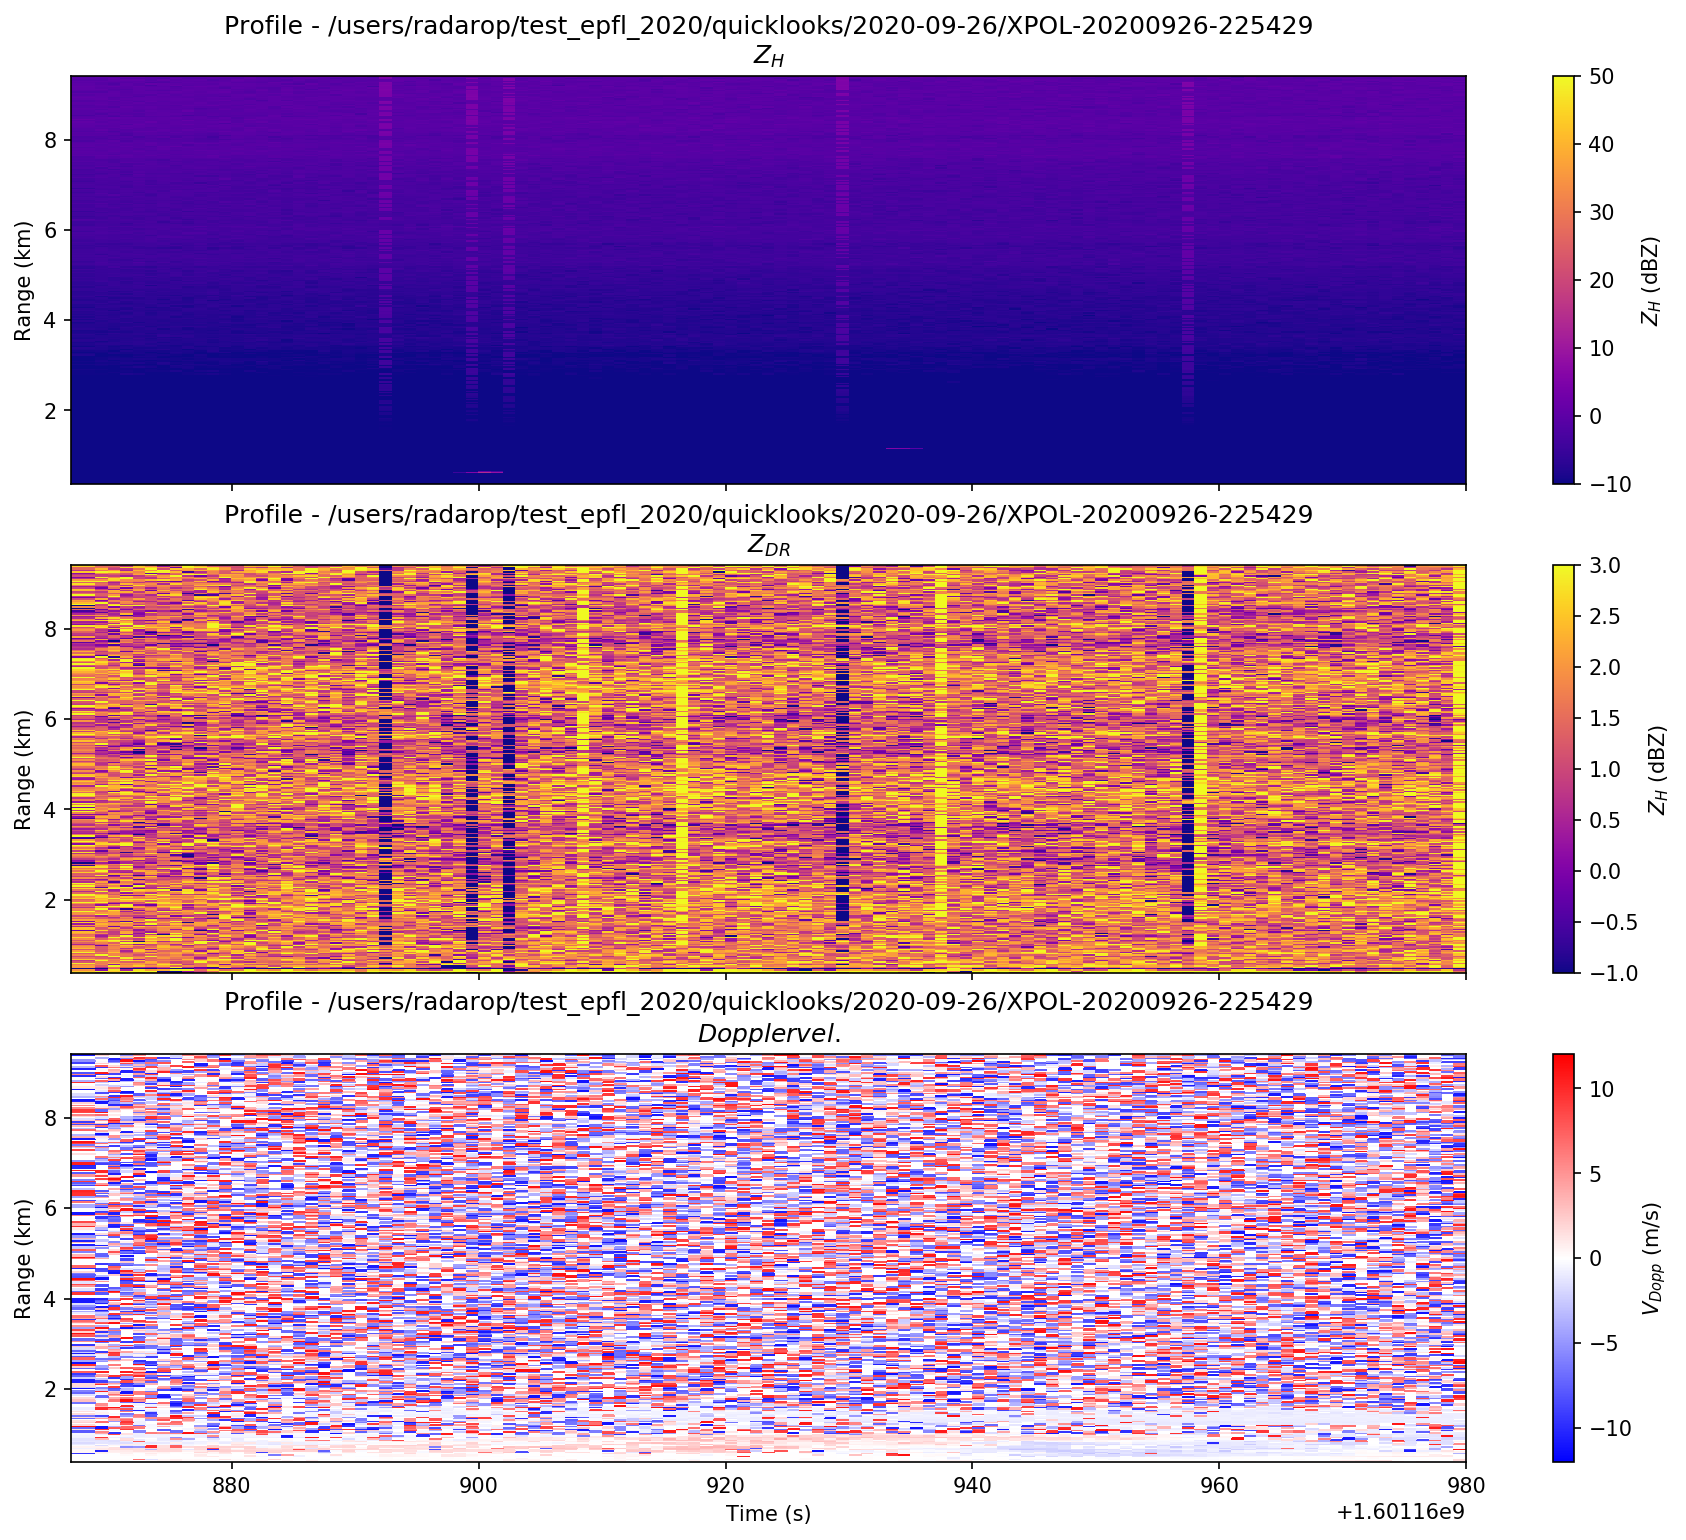 Profile - /users/radarop/test_epfl_2020/quicklooks/2020-09-26/XPOL-20200926-225429
Z_H
8
6
4
2
Range (km)
50
40
30
20
10
0
−10
Z_H (dBZ)
Profile - /users/radarop/test_epfl_2020/quicklooks/2020-09-26/XPOL-20200926-225429
Z_DR
8
6
4
2
Range (km)
3.0
2.5
2.0
1.5
1.0
0.5
0.0
−0.5
−1.0
Z_H (dBZ)
Profile - /users/radarop/test_epfl_2020/quicklooks/2020-09-26/XPOL-20200926-225429
Dopplervel.
8
6
4
2
Range (km)
10
5
0
−5
−10
V_Dopp (m/s)
880 900 920 940 960 980
Time (s)
+1.60116e9